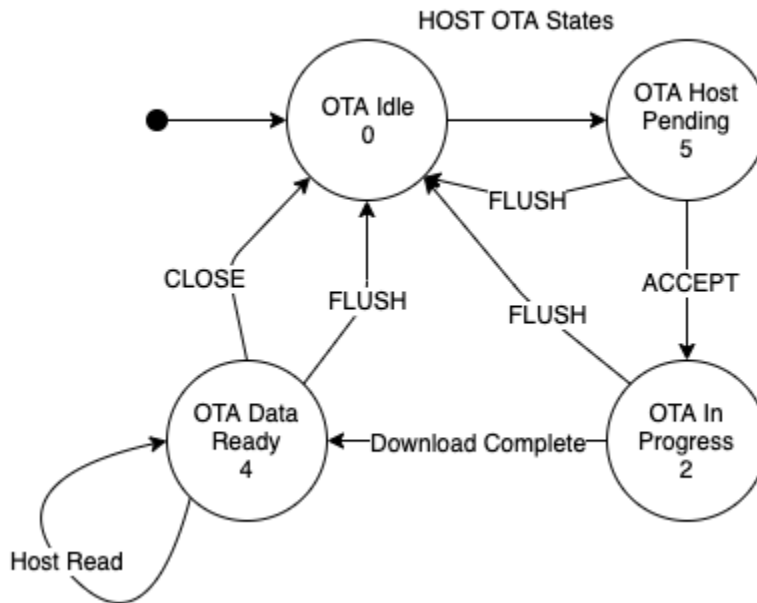 HOST OTA States
OTA Idle
0
OTA Host
Pending
5
FLUSH
CLOSE
FLUSH
FLUSH
ACCEPT
OTA Data
Ready
4
Download Complete
OTA In
Progress
2
Host Read